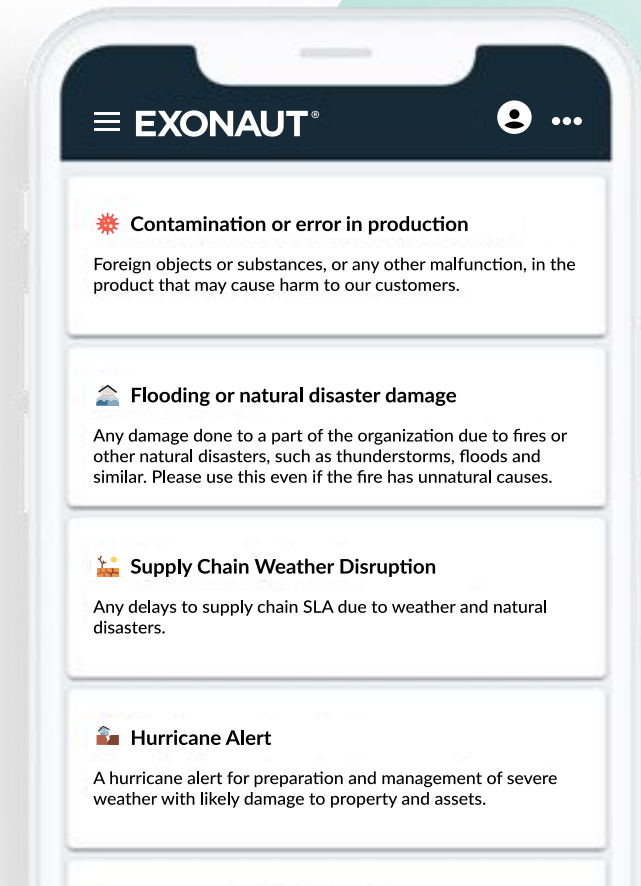 EXONAUT®
Contamination or error in production
Foreign objects or substances, or any other malfunction, in the
product that may cause harm to our customers.
Flooding or natural disaster damage
Any damage done to a part of the organization due to fires or
other natural disasters, such as thunderstorms, floods and
similar. Please use this even if the fire has unnatural causes.
Supply Chain Weather Disruption
Any delays to supply chain SLA due to weather and natural
disasters.
Hurricane Alert
A hurricane alert for preparation and management of severe
weather with likely damage to property and assets.